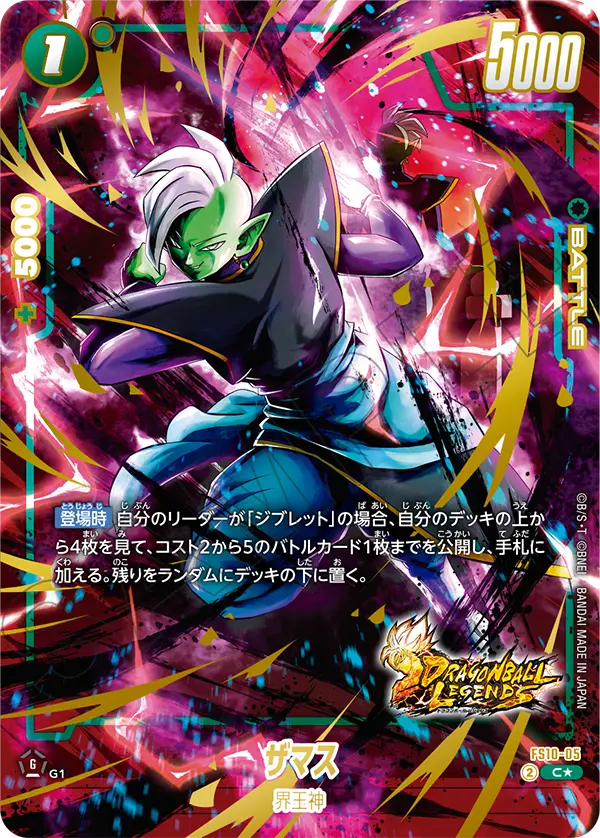 1
5000
+5000
BATTLE
登場時 自分のリーダーが「ジブレット」の場合、自分のデッキの上か
ら4枚を見て、コスト2から5のバトルカード1枚までを公開し、手札に
加える。残りをランダムにデッキの下に置く。
©B/S・T ©BNEI BANDAI MADE IN JAPAN
DRAGONBALL
LEGENDS
G G1
ザマス
界王神
FS10-05
2 C★